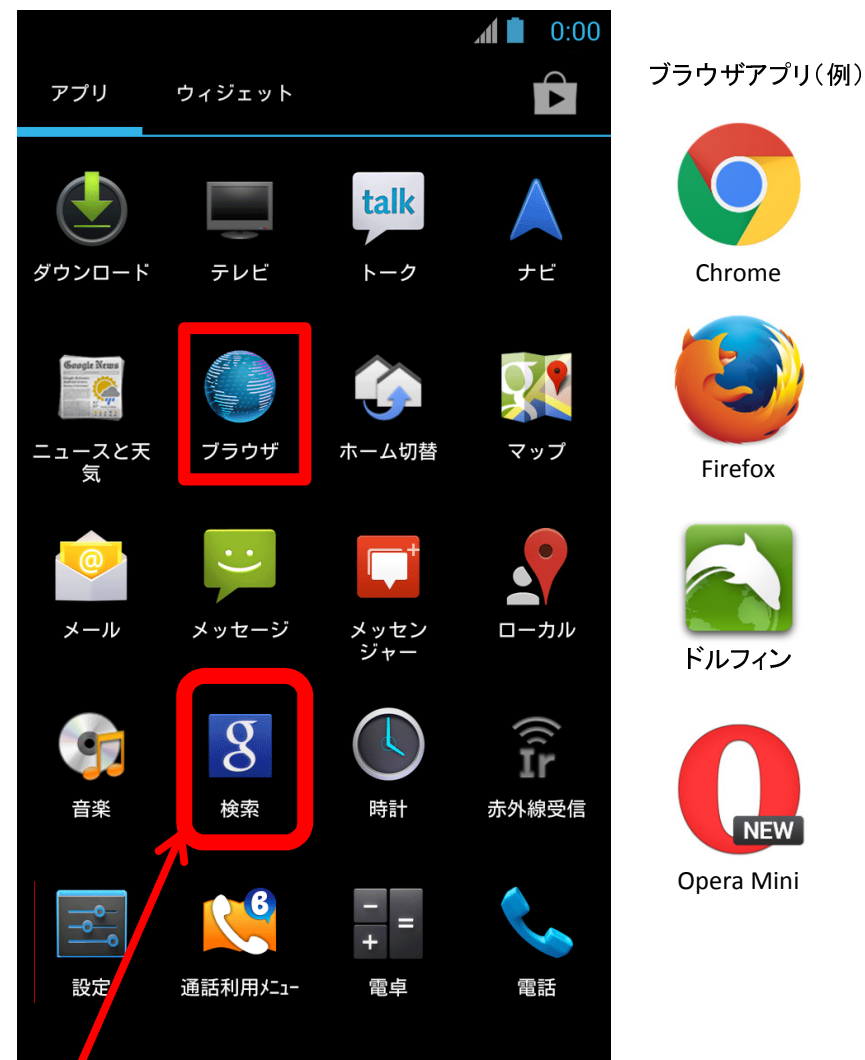 0:00
アプリ
ウィジェット
ブラウザアプリ(例)
talk
ダウンロード
テレビ
トーク
ナビ
Chrome
Google News
g
ニュースと天
気
ブラウザ
ホーム切替
マップ
Firefox
@
メール
メッセージ
メッセン
ジャー
ローカル
ドルフィン
g
Ir
音楽
検索
時計
赤外線受信
NEW
Opera Mini
設定
通話利用ﾒﾆｭｰ
電卓
電話